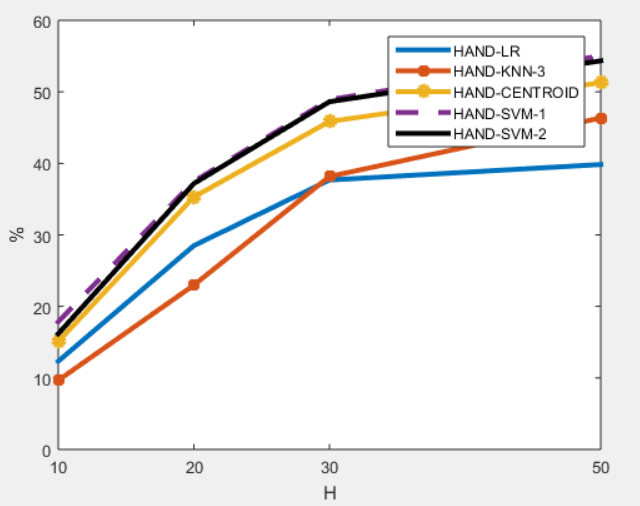 60
50
40
30
20
10
0
%
10
20
30
50
H
HAND-LR
HAND-KNN-3
HAND-CENTROID
HAND-SVM-1
HAND-SVM-2